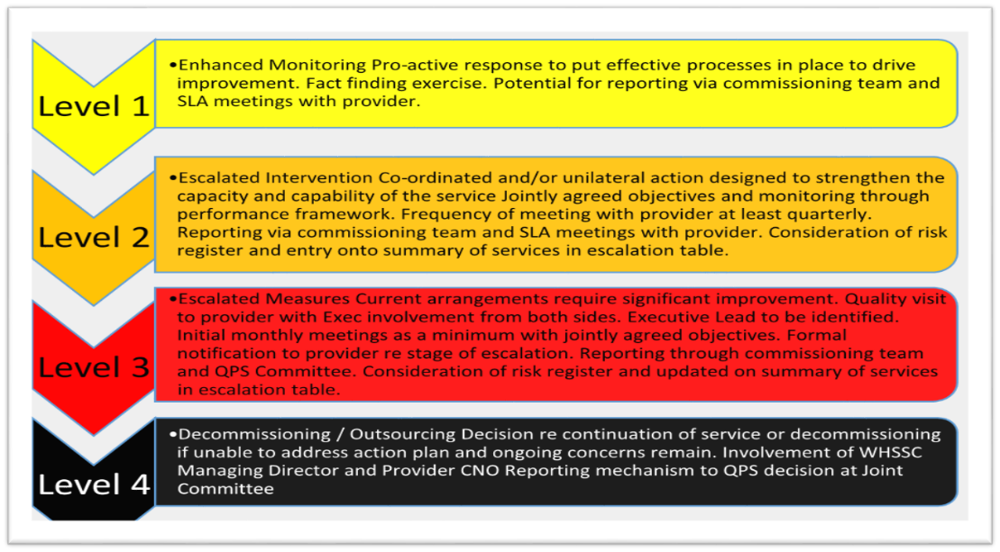 Level 1
•Enhanced Monitoring Pro-active response to put effective processes in place to drive
improvement. Fact finding exercise. Potential for reporting via commissioning team and
SLA meetings with provider.
Level 2
•Escalated Intervention Co-ordinated and/or unilateral action designed to strengthen the
capacity and capability of the service Jointly agreed objectives and monitoring through
performance framework. Frequency of meeting with provider at least quarterly.
Reporting via commissioning team and SLA meetings with provider. Consideration of risk
register and entry onto summary of services in escalation table.
Level 3
•Escalated Measures Current arrangements require significant improvement. Quality visit
to provider with Exec involvement from both sides. Executive Lead to be identified.
Initial monthly meetings as a minimum with jointly agreed objectives. Formal
notification to provider re stage of escalation. Reporting through commissioning team
and QPS Committee. Consideration of risk register and updated on summary of services
in escalation table.
Level 4
•Decommissioning / Outsourcing Decision re continuation of service or decommissioning
if unable to address action plan and ongoing concerns remain. Involvement of WHSSC
Managing Director and Provider CNO Reporting mechanism to QPS decision at Joint
Committee